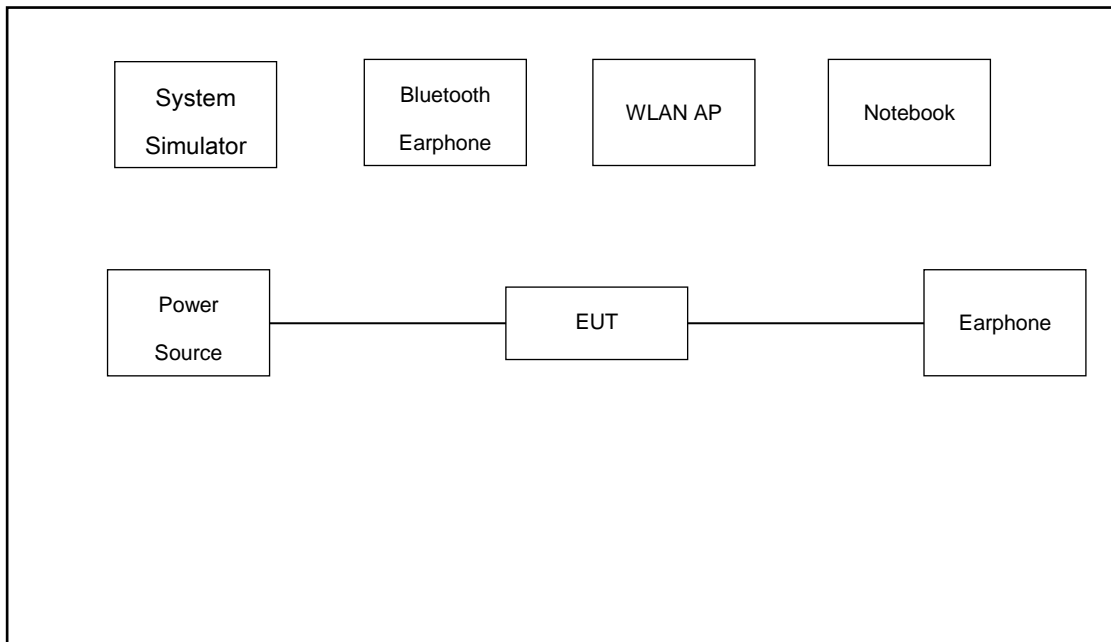 System
Simulator
Bluetooth
Earphone
WLAN AP
Notebook
Power
Source
EUT
Earphone